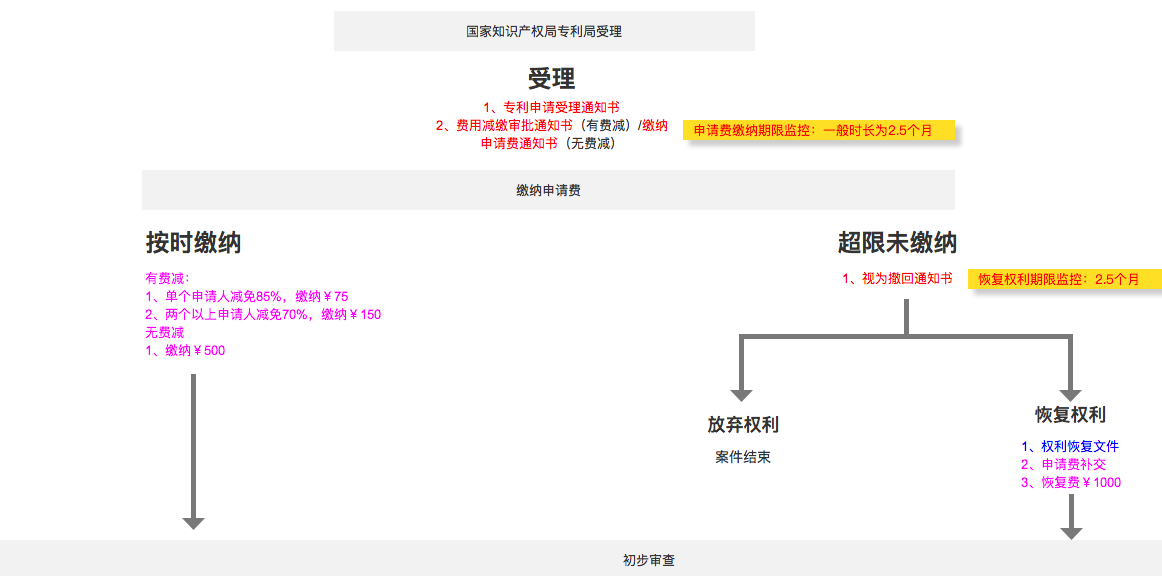 国家知识产权局专利局受理
受理
1、专利申请受理通知书
2、费用减缴审批通知书（有费减）/缴纳
申请费通知书（无费减）
申请费缴纳期限监控：一般时长为2.5个月
缴纳申请费
按时缴纳
有费减：
1、单个申请人减免85%，缴纳￥75
2、两个以上申请人减免70%，缴纳￥150
无费减
1、缴纳￥500
超限未缴纳
1、视为撤回通知书
恢复权利期限监控：2.5个月
放弃权利
案件结束
恢复权利
1、权利恢复文件
2、申请费补交
3、恢复费￥1000
初步审查